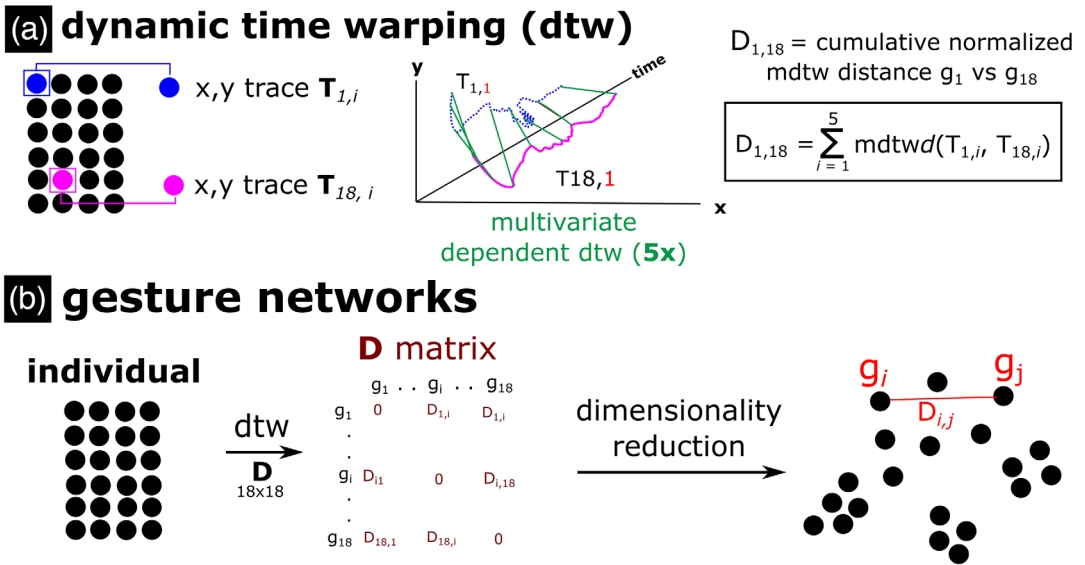 (a) dynamic time warping (dtw)
x,y trace T1,i
x,y trace T18, i
y
time
T1,1
T18,1
x
multivariate
dependent dtw (5x)
D1,18 = cumulative normalized
mdtw distance g1 vs g18
D1,18 = 5 ∑ i = 1 mdtwd(T1,i, T18,i)
(b) gesture networks
individual
dtw
D
18x18
D matrix
g1 . . gi . . g18
g1 0 D1,i D1,i
.
.
gi Di1 0 Di,18
.
.
g18 D18,1 D18,i 0
dimensionality
reduction
gi gj
Di,j